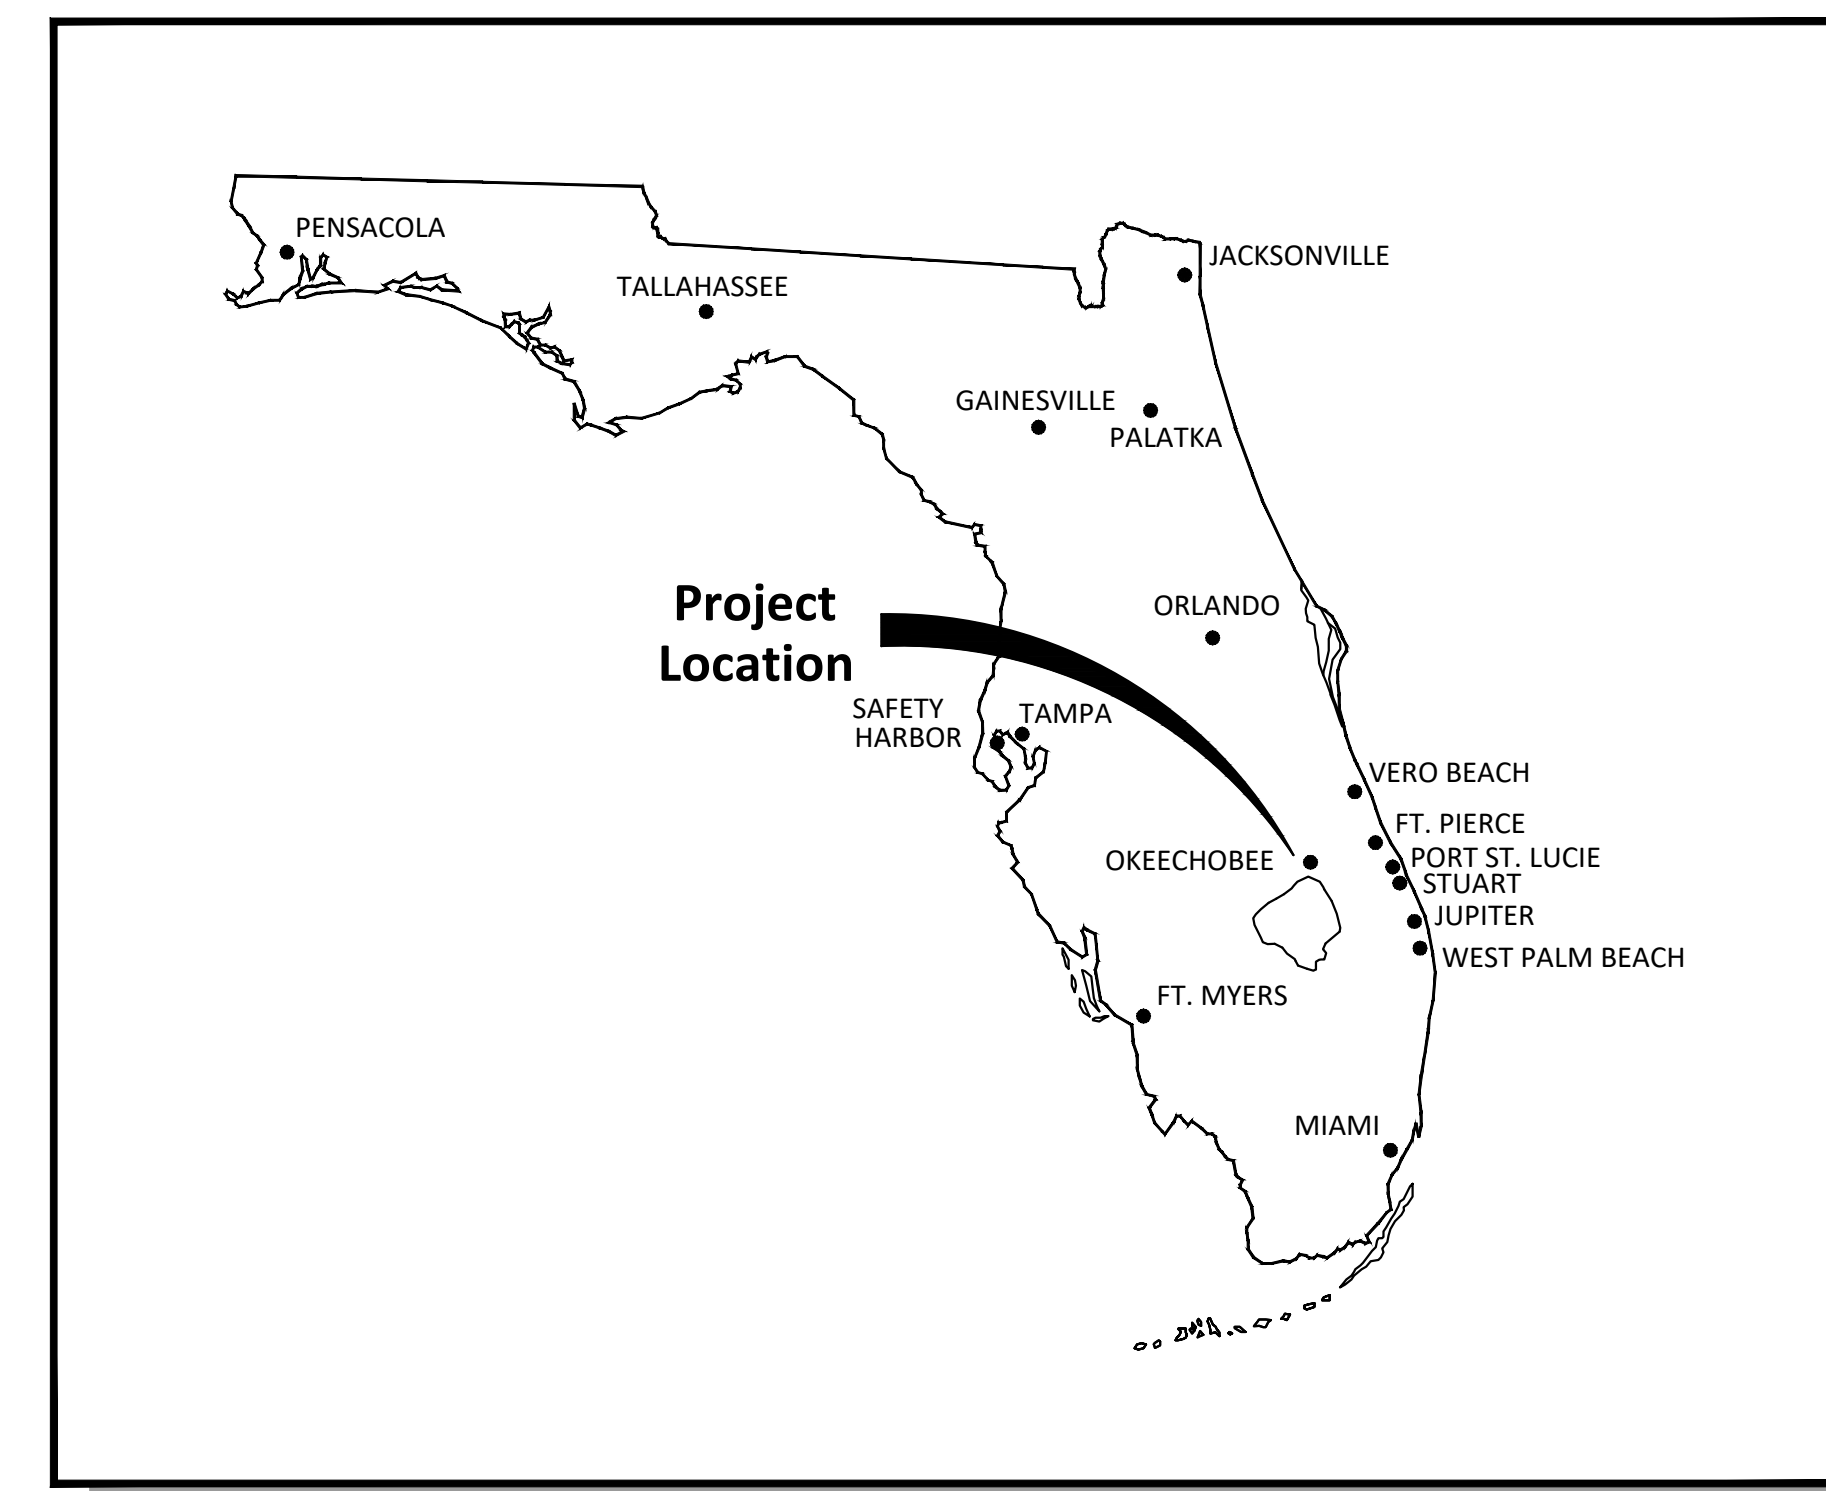 PENSACOLA
JACKSONVILLE
TALLAHASSEE
GAINESVILLE
PALATKA
Project
Location
ORLANDO
SAFETY
HARBOR
TAMPA
VERO BEACH
FT. PIERCE
OKEECHOBEE
PORT ST. LUCIE
STUART
JUPITER
WEST PALM BEACH
FT. MYERS
MIAMI